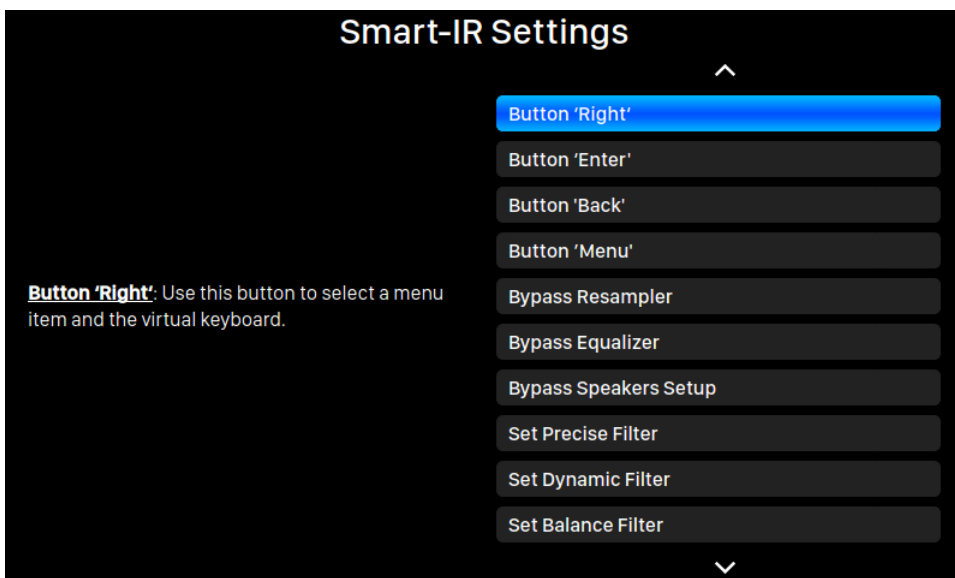 Smart-IR Settings
Button ‘Right‘
Button ‘Enter'
Button 'Back'
Button ‘Menu'
Button ‘Right‘: Use this button to select a menu
item and the virtual keyboard.
Bypass Resampler
Bypass Equalizer
Bypass Speakers Setup
Set Precise Filter
Set Dynamic Filter
Set Balance Filter